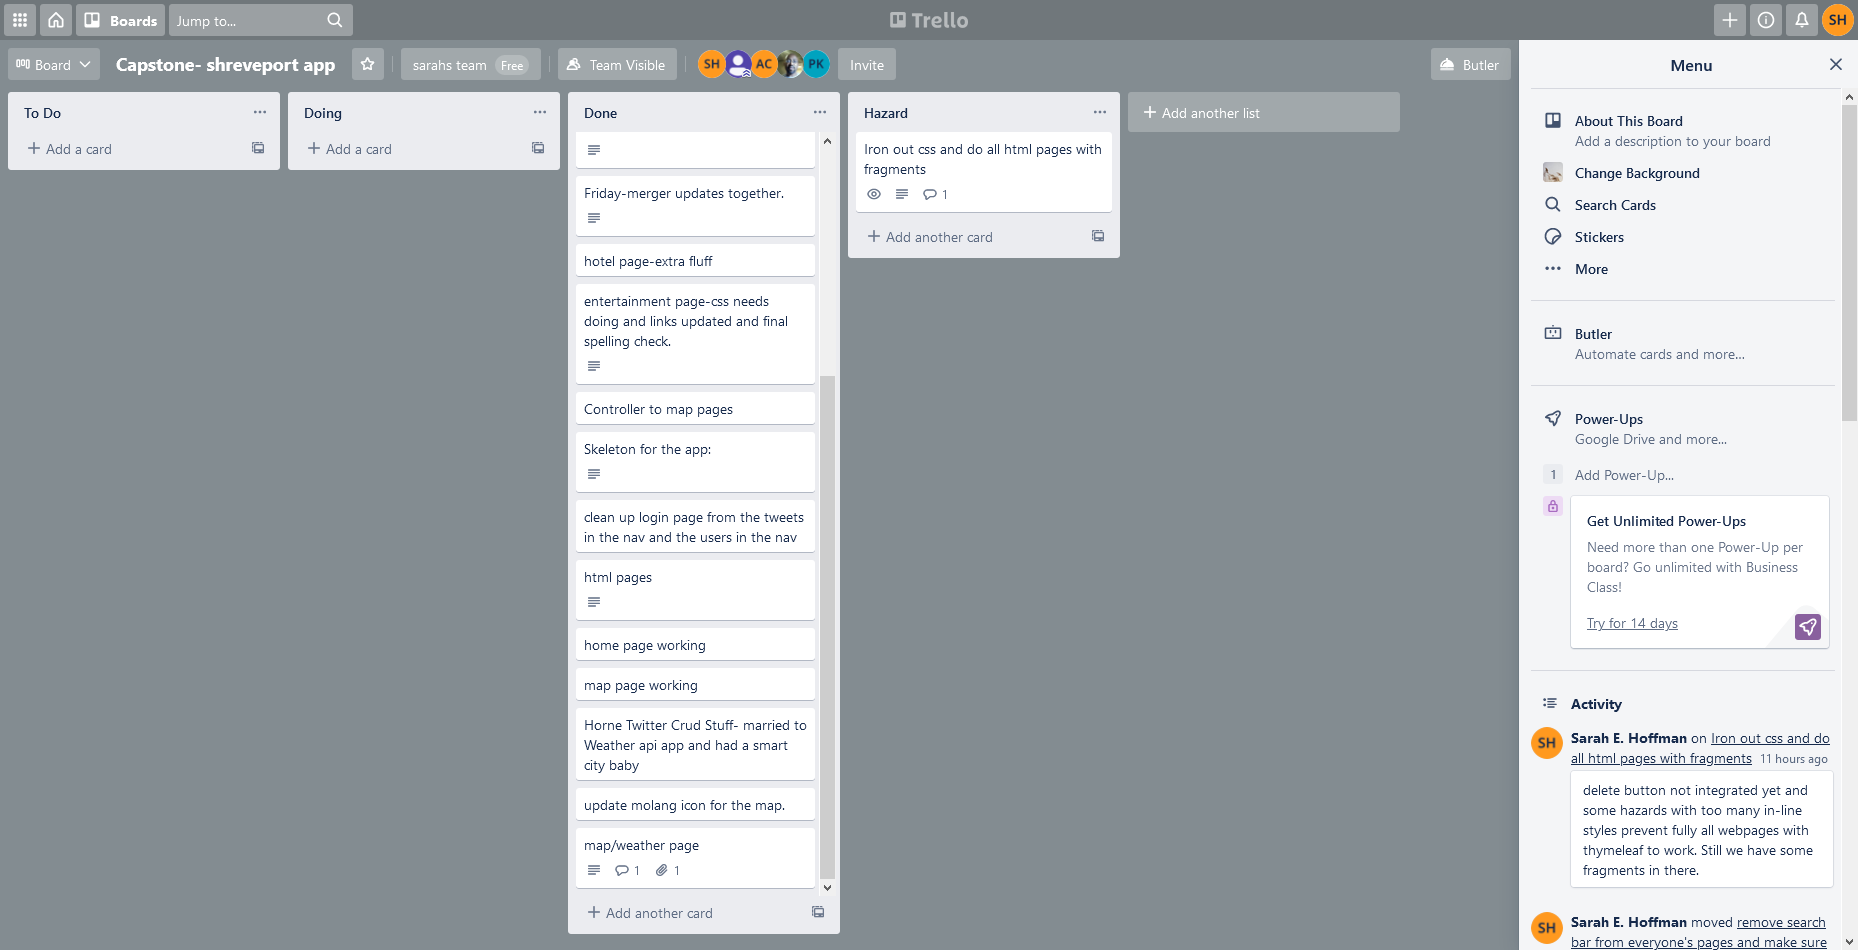 Boards
Jump to...
Trello
SH
Board
Capstone- shreveport app
sarahs team Free
Team Visible
SH
AC
PK
Invite
Butler
To Do
Add a card
Doing
Add a card
Done
Friday-merger updates together.
hotel page-extra fluff
entertainment page-css needs
doing and links updated and final
spelling check.
Controller to map pages
Skeleton for the app:
clean up login page from the tweets
in the nav and the users in the nav
html pages
home page working
map page working
Horne Twitter Crud Stuff- married to
Weather api app and had a smart
city baby
update molang icon for the map.
map/weather page
1 1
Add another card
Hazard
Iron out css and do all html pages with
fragments
1
Add another card
Add another list
Menu
About This Board
Add a description to your board
Change Background
Search Cards
Stickers
More
Butler
Automate cards and more...
Power-Ups
Google Drive and more...
1 Add Power-Up...
Get Unlimited Power-Ups
Need more than one Power-Up per
board? Go unlimited with Business
Class!
Try for 14 days
Activity
SH
Sarah E. Hoffman on Iron out css and do
all html pages with fragments 11 hours ago
delete button not integrated yet and
some hazards with too many in-line
styles prevent fully all webpages with
thymeleaf to work. Still we have some
fragments in there.
SH
Sarah E. Hoffman moved remove search
bar from everyone's pages and make sure